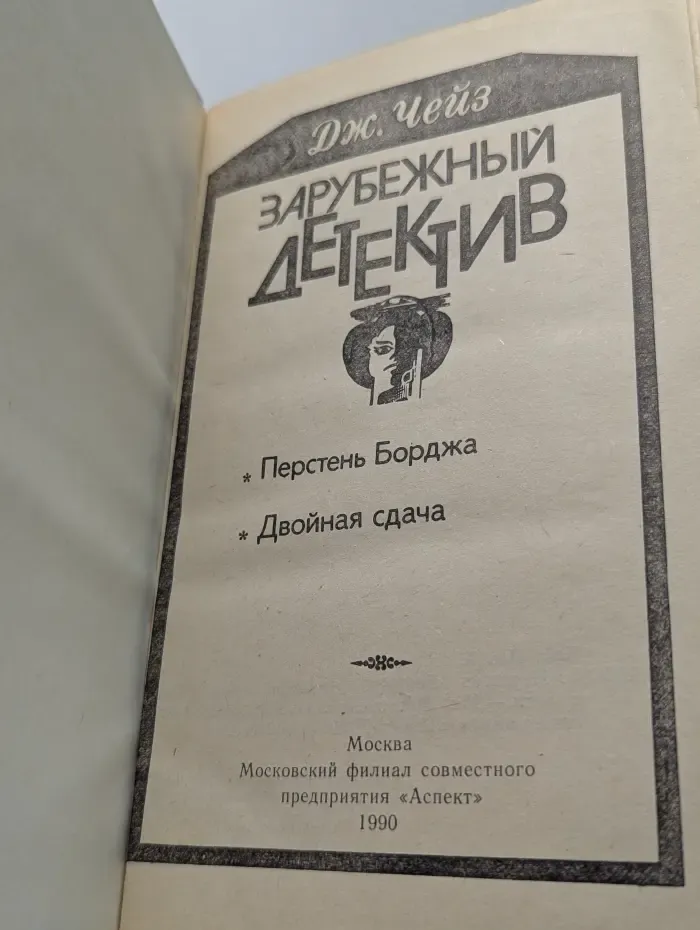 Дж. Чейз
ЗАРУБЕЖНЫЙ
ДЕТЕКТИВ
* Перстень Борджа
* Двойная сдача
Москва
Московский филиал совместного
предприятия «Аспект»
1990